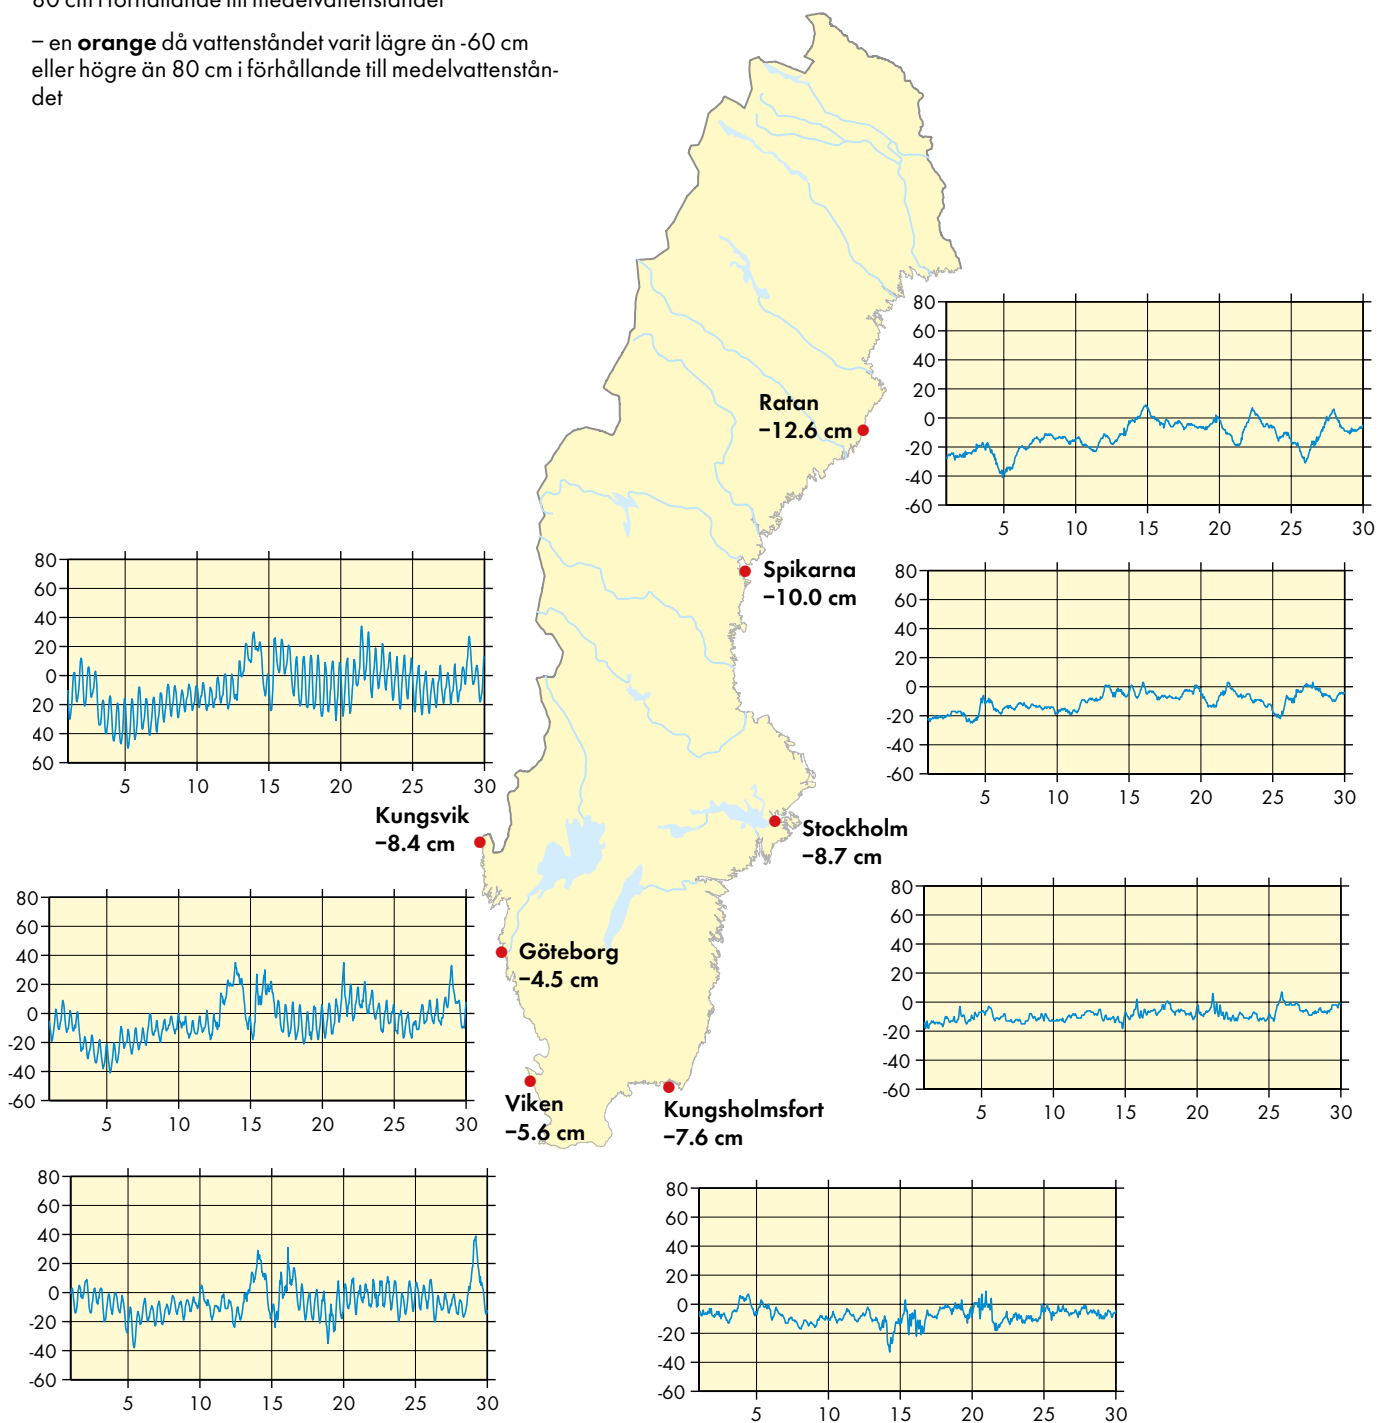 80 cm i förhållande till medelvattenståndet
– en orange då vattenståndet varit lägre än -60 cm
eller högre än 80 cm i förhållande till medelvattenstån-
det
80
60
40
20
0
-20
-40
-60
5 10 15 20 25 30
Ratan
–12.6 cm
Spikarna
–10.0 cm
80
60
40
20
0
-20
-40
-60
5 10 15 20 25 30
80
60
40
20
0
20
40
60
5 10 15 20 25 30
Kungsvik
–8.4 cm
Stockholm
–8.7 cm
80
60
40
20
0
-20
-40
-60
5 10 15 20 25 30
80
60
40
20
0
-20
-40
-60
5 10 15 20 25 30
Göteborg
–4.5 cm
Viken
–5.6 cm
Kungsholmsfort
–7.6 cm
80
60
40
20
0
-20
-40
-60
5 10 15 20 25 30
80
60
40
20
0
-20
-40
-60
5 10 15 20 25 30